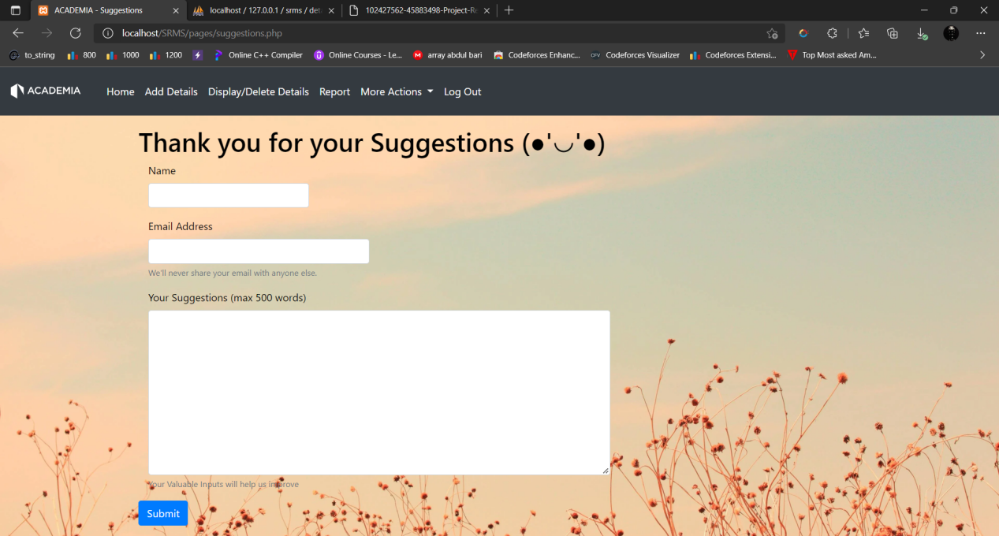 ACADEMIA - Suggestions
localhost / 127.0.0.1 / srms / deta
102427562-45883498-Project-Re
localhost/SRMS/pages/suggestions.php
to_string 800 1000 1200 Online C++ Compiler Online Courses - Le... array abdul bari Codeforces Enhanc... CFV Codeforces Visualizer Codeforces Extensi... Top Most asked Am...
ACADEMIA Home Add Details Display/Delete Details Report More Actions Log Out
Thank you for your Suggestions (●'◡'●)
Name
Email Address
We'll never share your email with anyone else.
Your Suggestions (max 500 words)
Your Valuable Inputs will help us improve
Submit